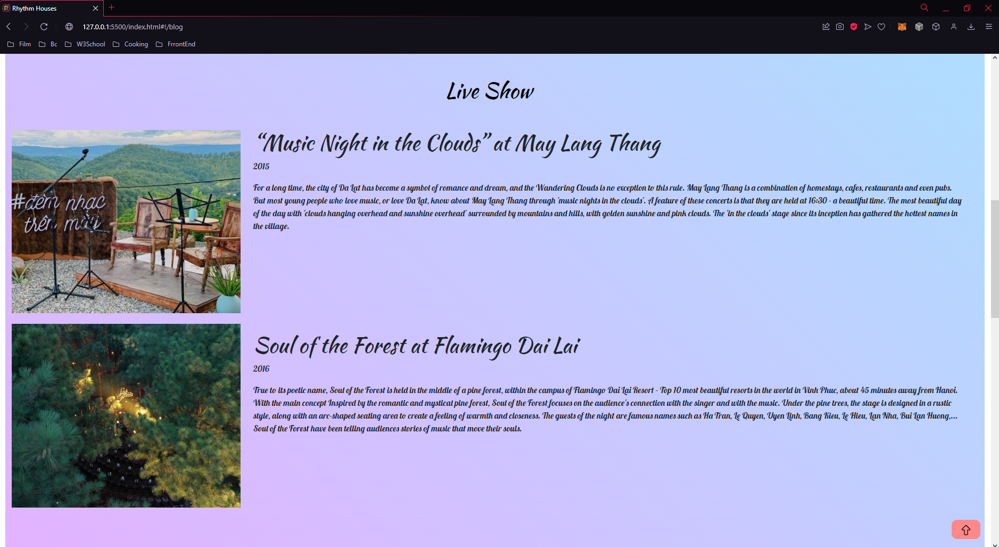 Rhythm Houses
127.0.0.1:5500/index.html#!/blog
Film Bc W3School Cooking FrrontEnd
Live Show
“Music Night in the Clouds” at May Lang Thang
2015
For a long time, the city of Da Lat has become a symbol of romance and dream, and the Wandering Clouds is no exception to this rule. May Lang Thang is a combination of homestays, cafes, restaurants and even pubs.
But most young people who love music, or love Da Lat, know about May Lang Thang through 'music nights in the clouds'. A feature of these concerts is that they are held at 16:30 - a beautiful time. The most beautiful day
of the day with 'clouds hanging overhead and sunshine overhead' surrounded by mountains and hills, with golden sunshine and pink clouds. The 'in the clouds' stage since its inception has gathered the hottest names in
the village.
#đêm nhạc
trên mây
Soul of the Forest at Flamingo Dai Lai
2016
True to its poetic name, Soul of the Forest is held in the middle of a pine forest, within the campus of Flamingo Dai Lai Resort - Top 10 most beautiful resorts in the world in Vinh Phuc, about 45 minutes away from Hanoi.
With the main concept Inspired by the romantic and mystical pine forest, Soul of the Forest focuses on the audience's connection with the singer and with the music. Under the pine trees, the stage is designed in a rustic
style, along with an arc-shaped seating area to create a feeling of warmth and closeness. The guests of the night are famous names such as Ha Tran, Le Quyen, Uyen Linh, Bang Kieu, Le Hieu, Lan Nha, Bui Lan Huong,...
Soul of the Forest have been telling audiences stories of music that move their souls.
Soul
Forest